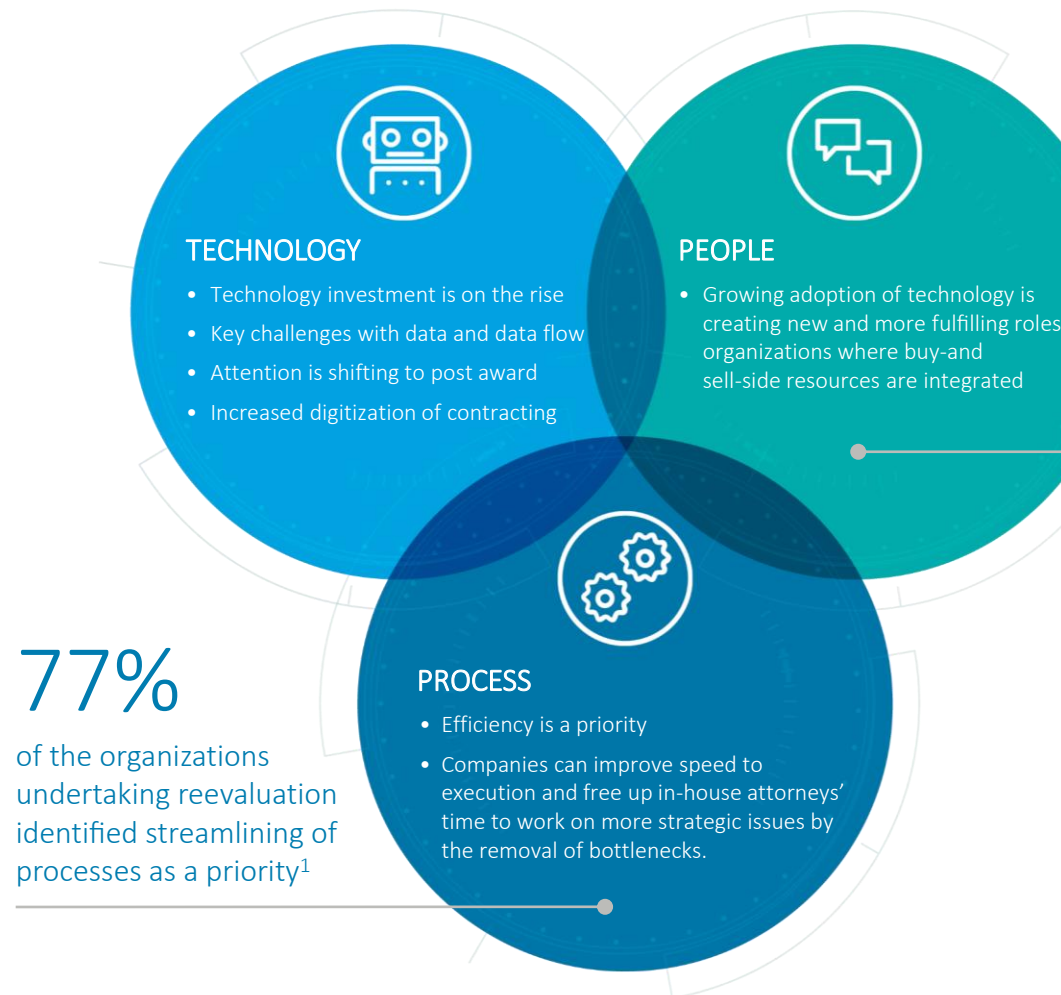 TECHNOLOGY
• Technology investment is on the rise
• Key challenges with data and data flow
• Attention is shifting to post award
• Increased digitization of contracting
PEOPLE
• Growing adoption of technology is
creating new and more fulfilling roles
organizations where buy-and
sell-side resources are integrated
PROCESS
• Efficiency is a priority
• Companies can improve speed to
execution and free up in-house attorneys’
time to work on more strategic issues by
the removal of bottlenecks.
77%
of the organizations
undertaking reevaluation
identified streamlining of
processes as a priority1